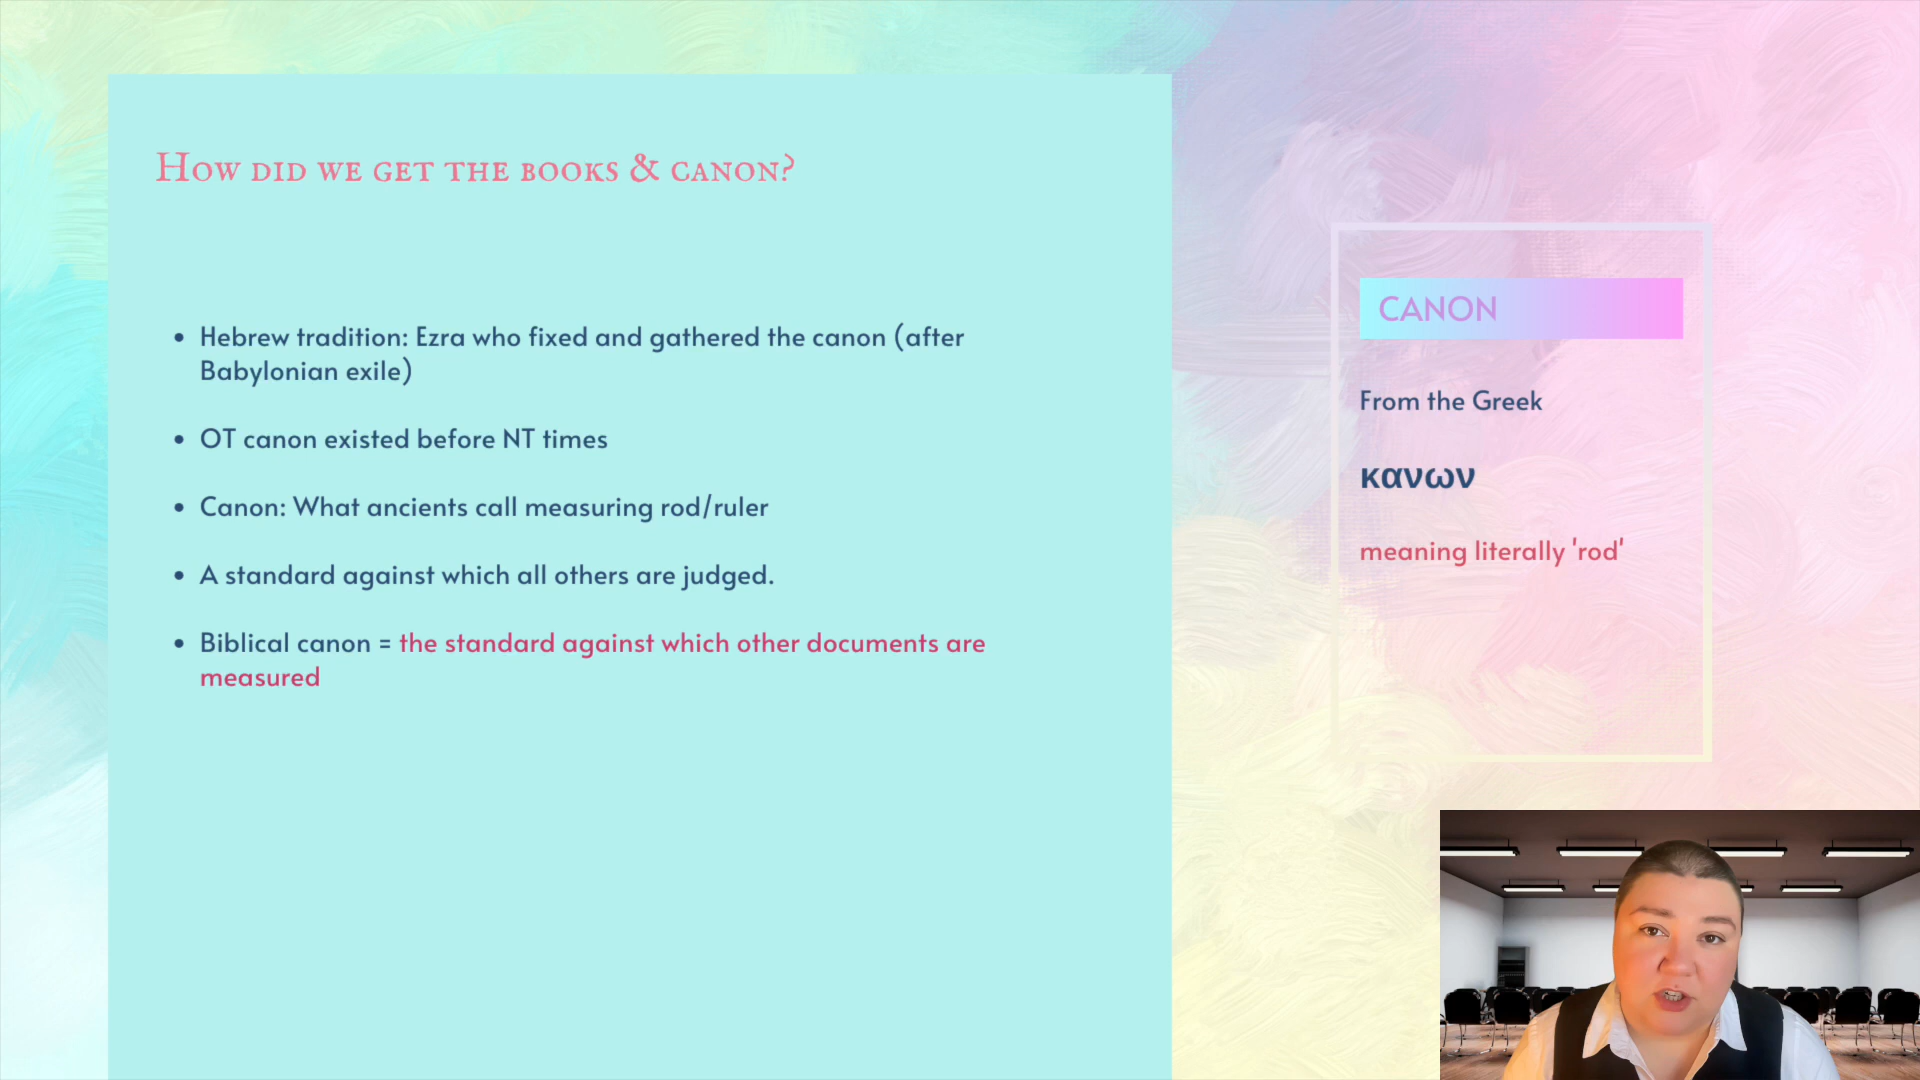 How did we get the books & canon?
• Hebrew tradition: Ezra who fixed and gathered the canon (after
Babylonian exile)
• OT canon existed before NT times
• Canon: What ancients call measuring rod/ruler
• A standard against which all others are judged.
• Biblical canon = the standard against which other documents are
measured
CANON
From the Greek
κανων
meaning literally 'rod'